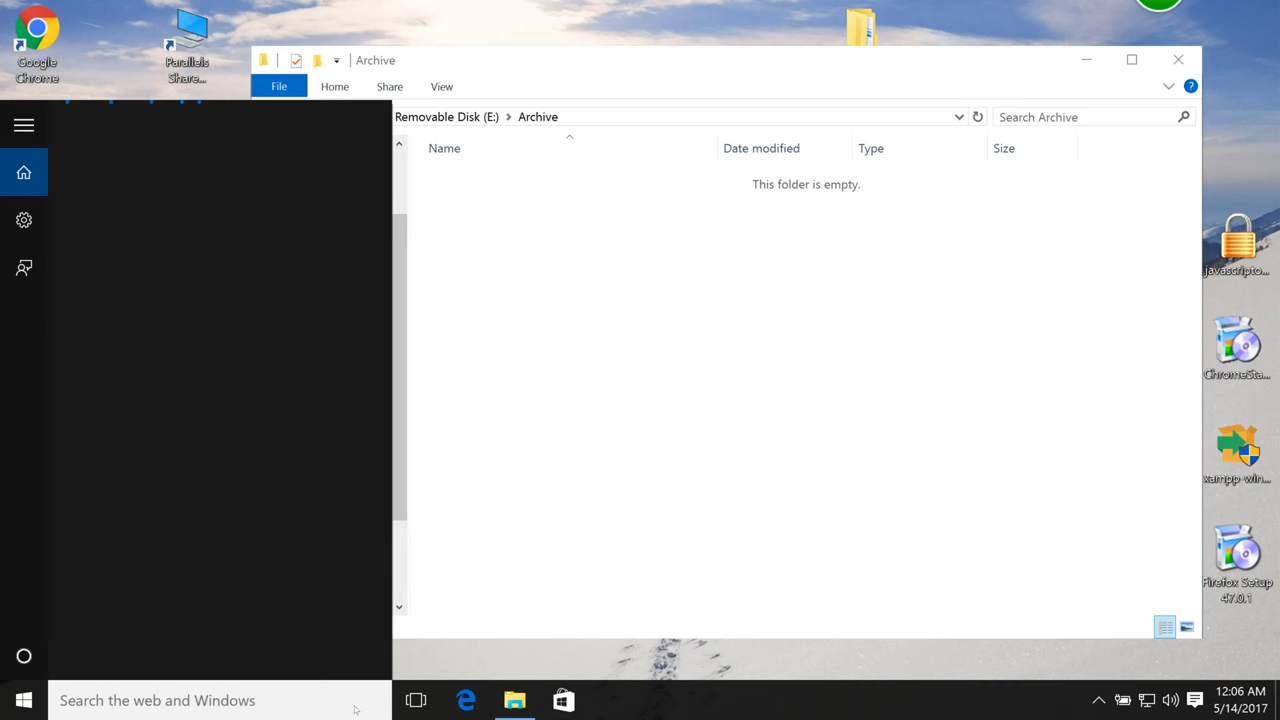 Google
Chrome
Parallels
Share...
Archive
File
Home
Share
View
Removable Disk (E:)
Archive
Search Archive
Name
Date modified
Type
Size
This folder is empty.
javascripto...
ChromeSta...
xampp-win...
Firefox Setup
47.0.1
Search the web and Windows
12:06 AM
5/14/2017